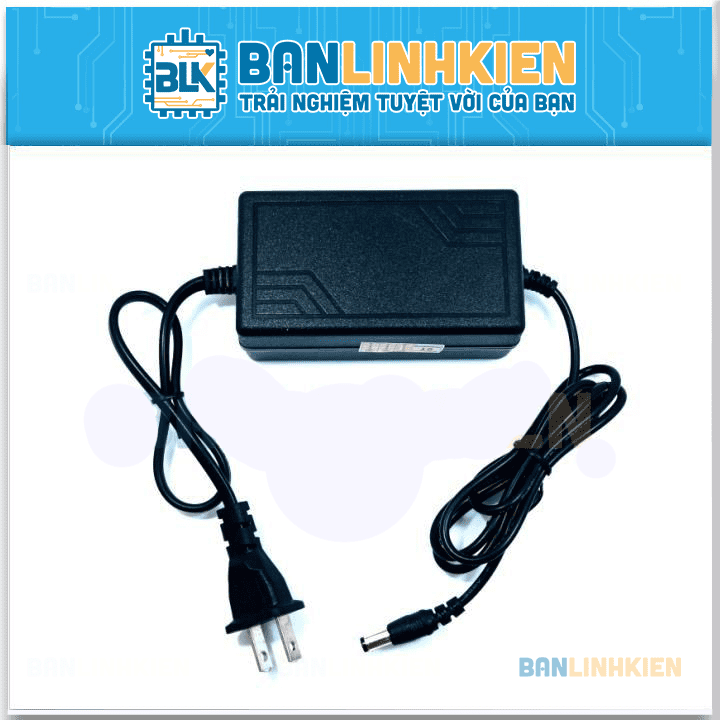 BLK
BANLINHKIEN
TRẢI NGHIỆM TUYỆT VỜI CỦA BẠN
BANLINHKIEN